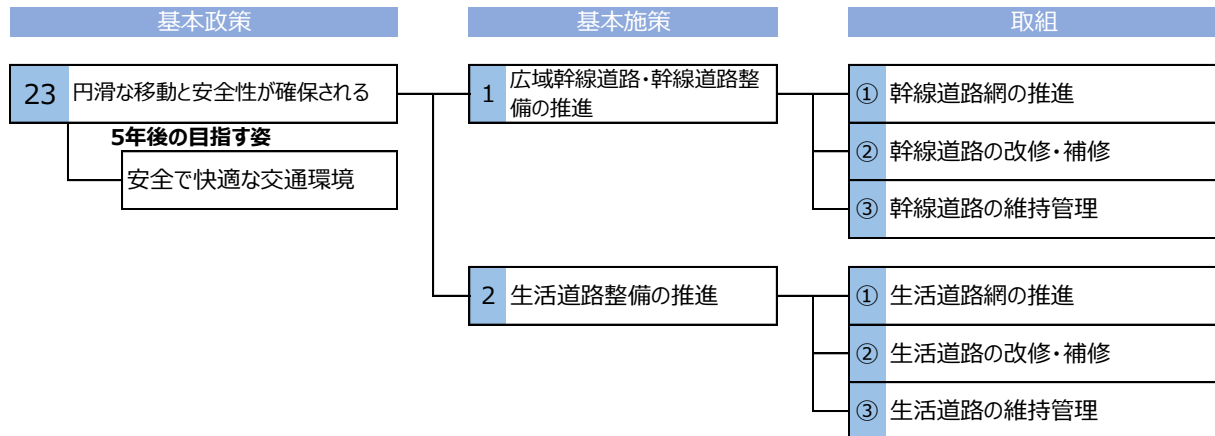 基本政策
基本施策
取組
23 円滑な移動と安全性が確保される
5年後の目指す姿
安全で快適な交通環境
1 広域幹線道路・幹線道路整
備の推進
① 幹線道路網の推進
② 幹線道路の改修・補修
③ 幹線道路の維持管理
2 生活道路整備の推進
① 生活道路網の推進
② 生活道路の改修・補修
③ 生活道路の維持管理